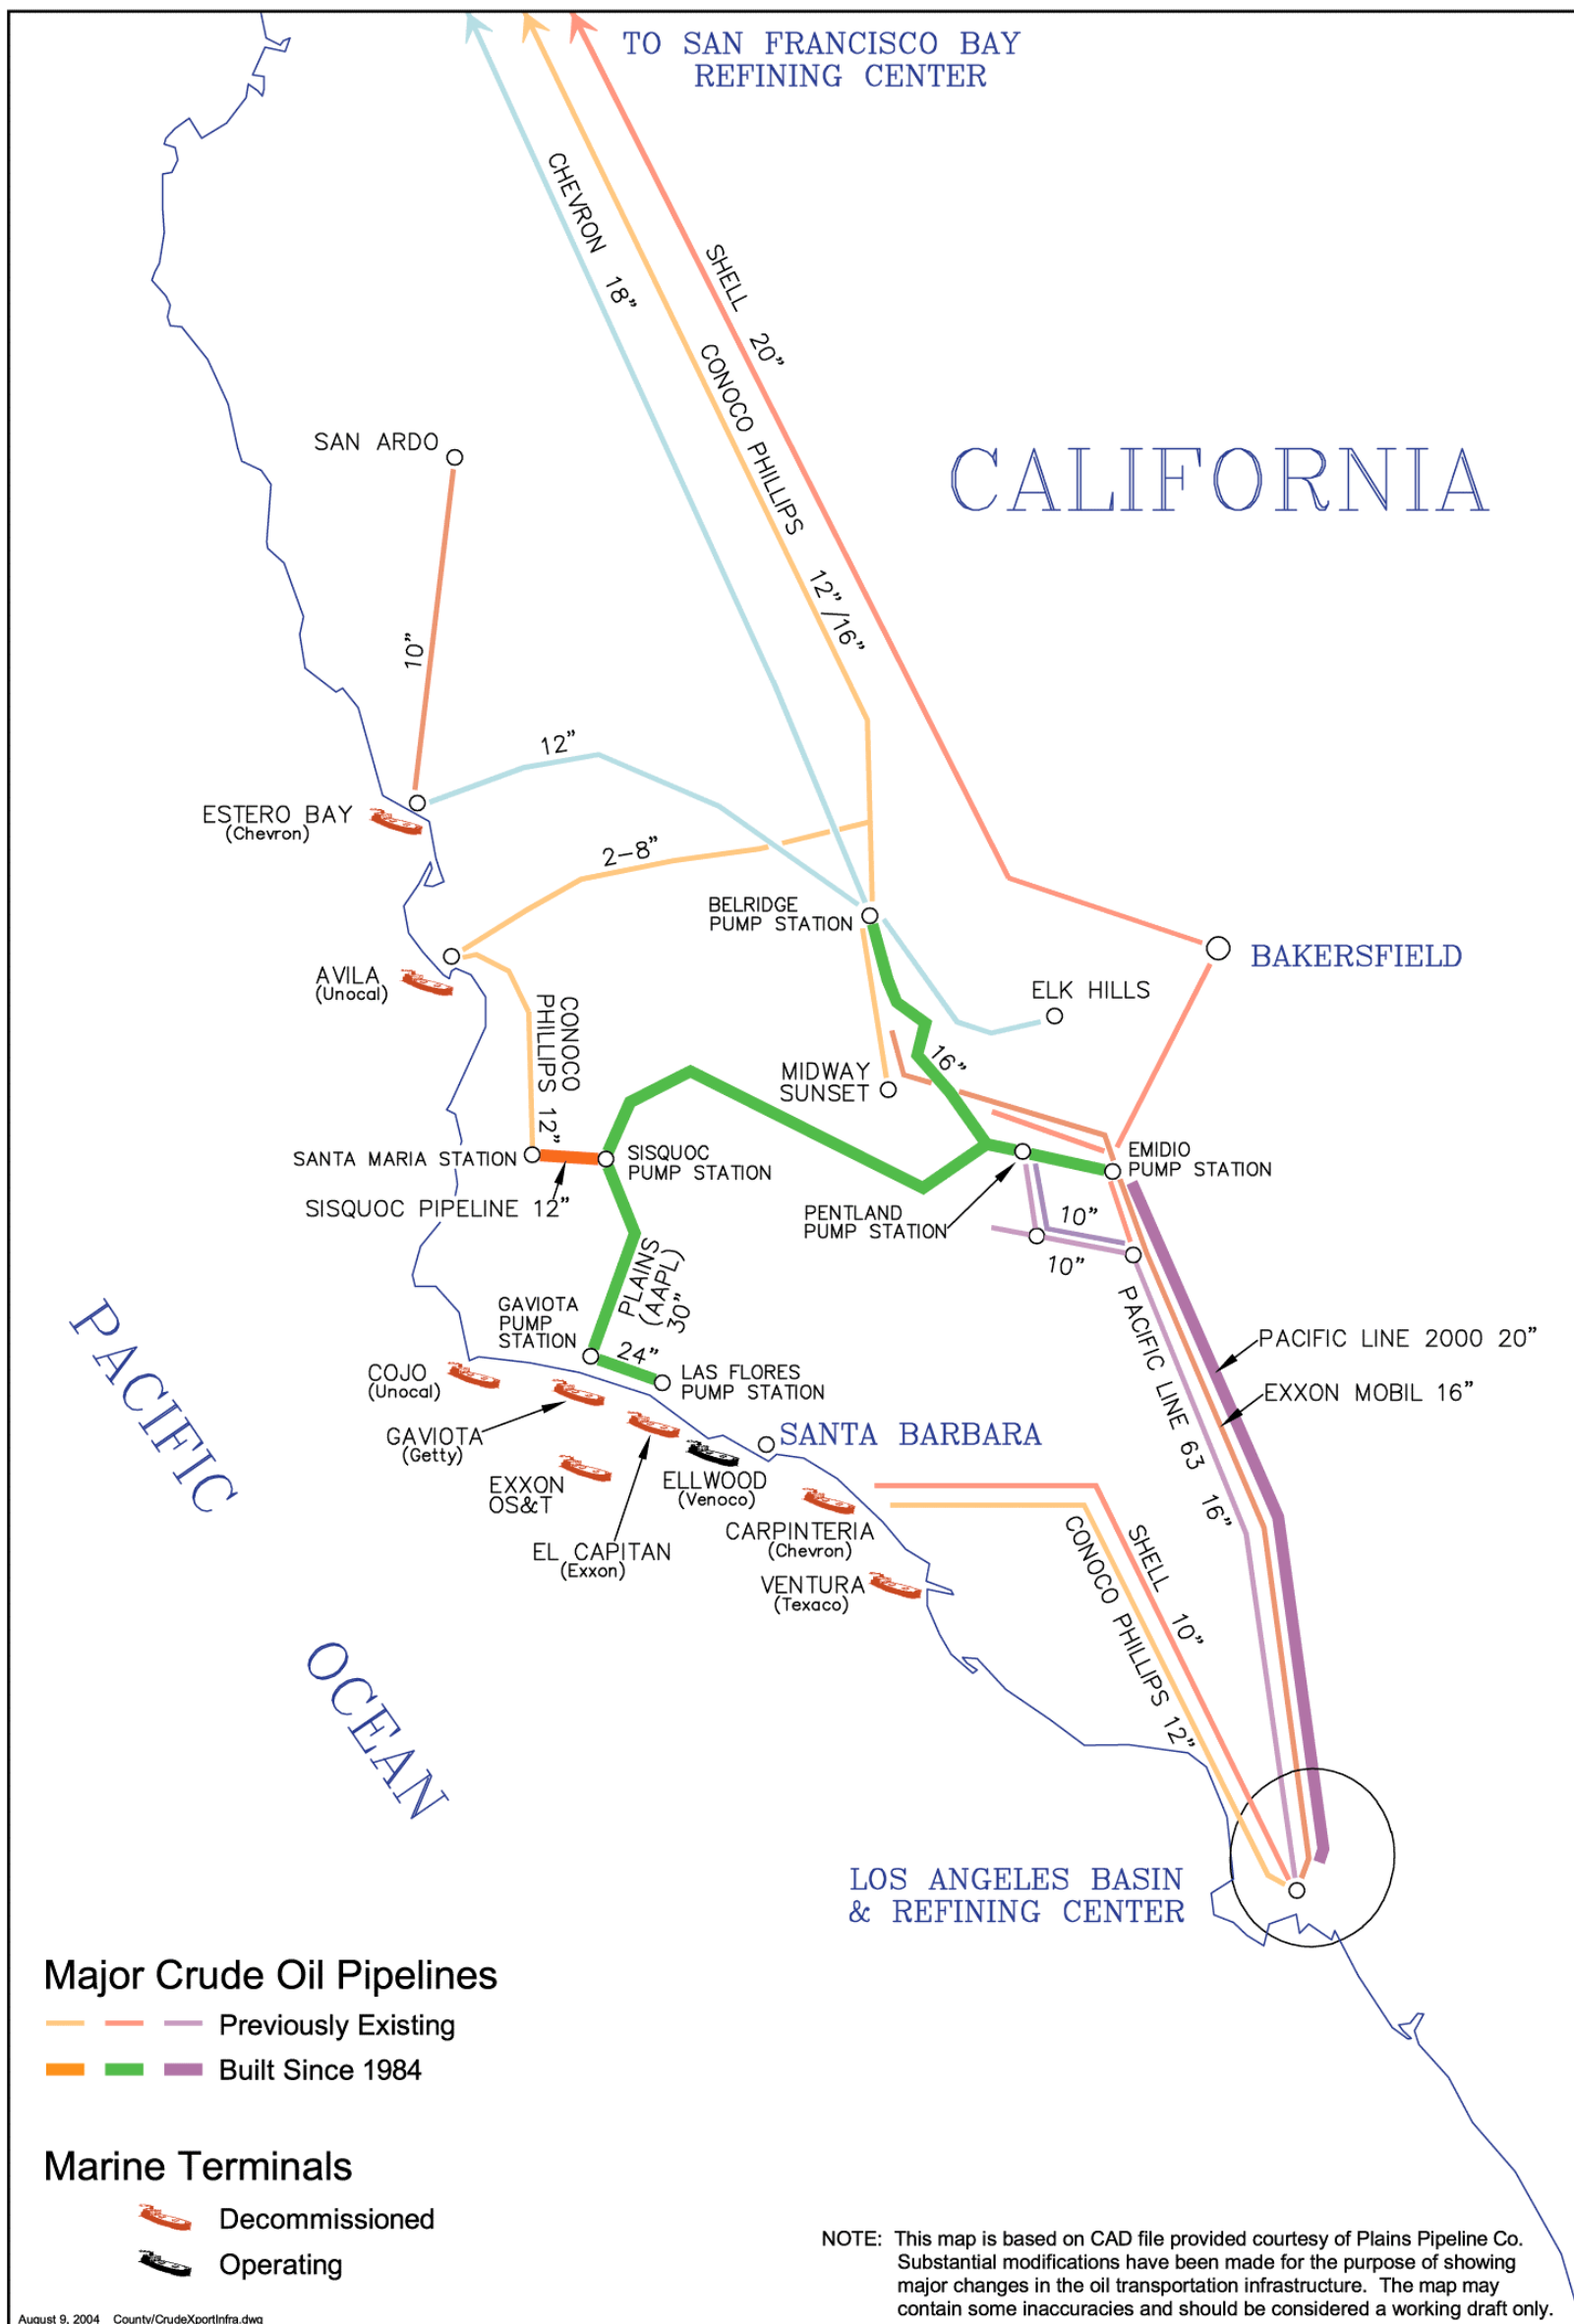 TO SAN FRANCISCO BAY
REFINING CENTER
CHEVRON 18"
SHELL 20"
CONOCO PHILLIPS 12"/16"
CALIFORNIA
SAN ARDO
10"
12"
ESTERO BAY
(Chevron)
2-8"
BELRIDGE
PUMP STATION
BAKERSFIELD
AVILA
(Unocal)
ELK HILLS
CONOCO
PHILLIPS 12"
16"
MIDWAY
SUNSET
SANTA MARIA STATION
SISQUOC
PUMP STATION
EMIDIO
PUMP STATION
SISQUOC PIPELINE 12"
PENTLAND
PUMP STATION
10"
10"
PLAINS
(AAPL)
30"
GAVIOTA
PUMP
STATION
24"
PACIFIC LINE 63 16"
PACIFIC LINE 2000 20"
COJO
(Unocal)
LAS FLORES
PUMP STATION
EXXON MOBIL 16"
PACIFIC
OCEAN
GAVIOTA
(Getty)
SANTA BARBARA
EXXON
OS&T
ELLWOOD
(Venoco)
EL CAPITAN
(Exxon)
CARPINTERIA
(Chevron)
VENTURA
(Texaco)
SHELL 10"
CONOCO PHILLIPS 12"
LOS ANGELES BASIN
& REFINING CENTER
Major Crude Oil Pipelines
Previously Existing
Built Since 1984
Marine Terminals
Decommissioned
Operating
NOTE: This map is based on CAD file provided courtesy of Plains Pipeline Co.
Substantial modifications have been made for the purpose of showing
major changes in the oil transportation infrastructure. The map may
contain some inaccuracies and should be considered a working draft only.
August 9, 2004 County/CrudeXportInfra.dwg